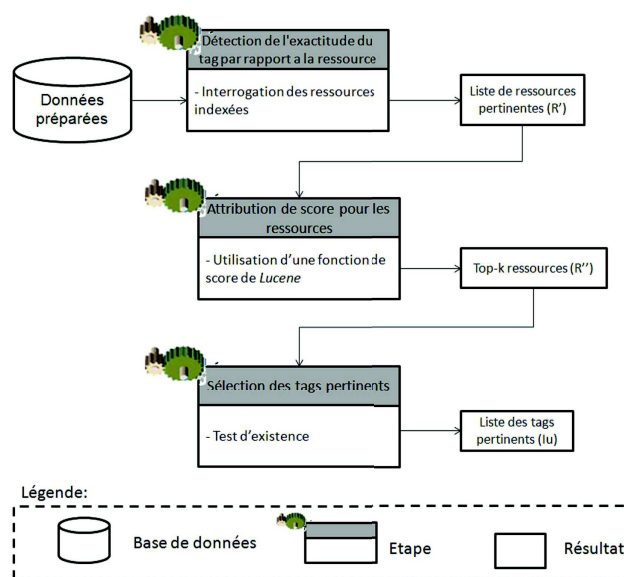 Détection de l'exactitude du
tag par rapport a la ressource
Données
préparées
- Interrogation des ressources
indexées
Liste de ressources
pertinentes (R')
Attribution de score pour les
ressources
- Utilisation d'une fonction de
score de Lucene
Top-k ressources (R'')
Sélection des tags pertinents
- Test d'existence
Liste des tags
pertinents (Iu)
Légende:
Base de données
Etape
Résultat